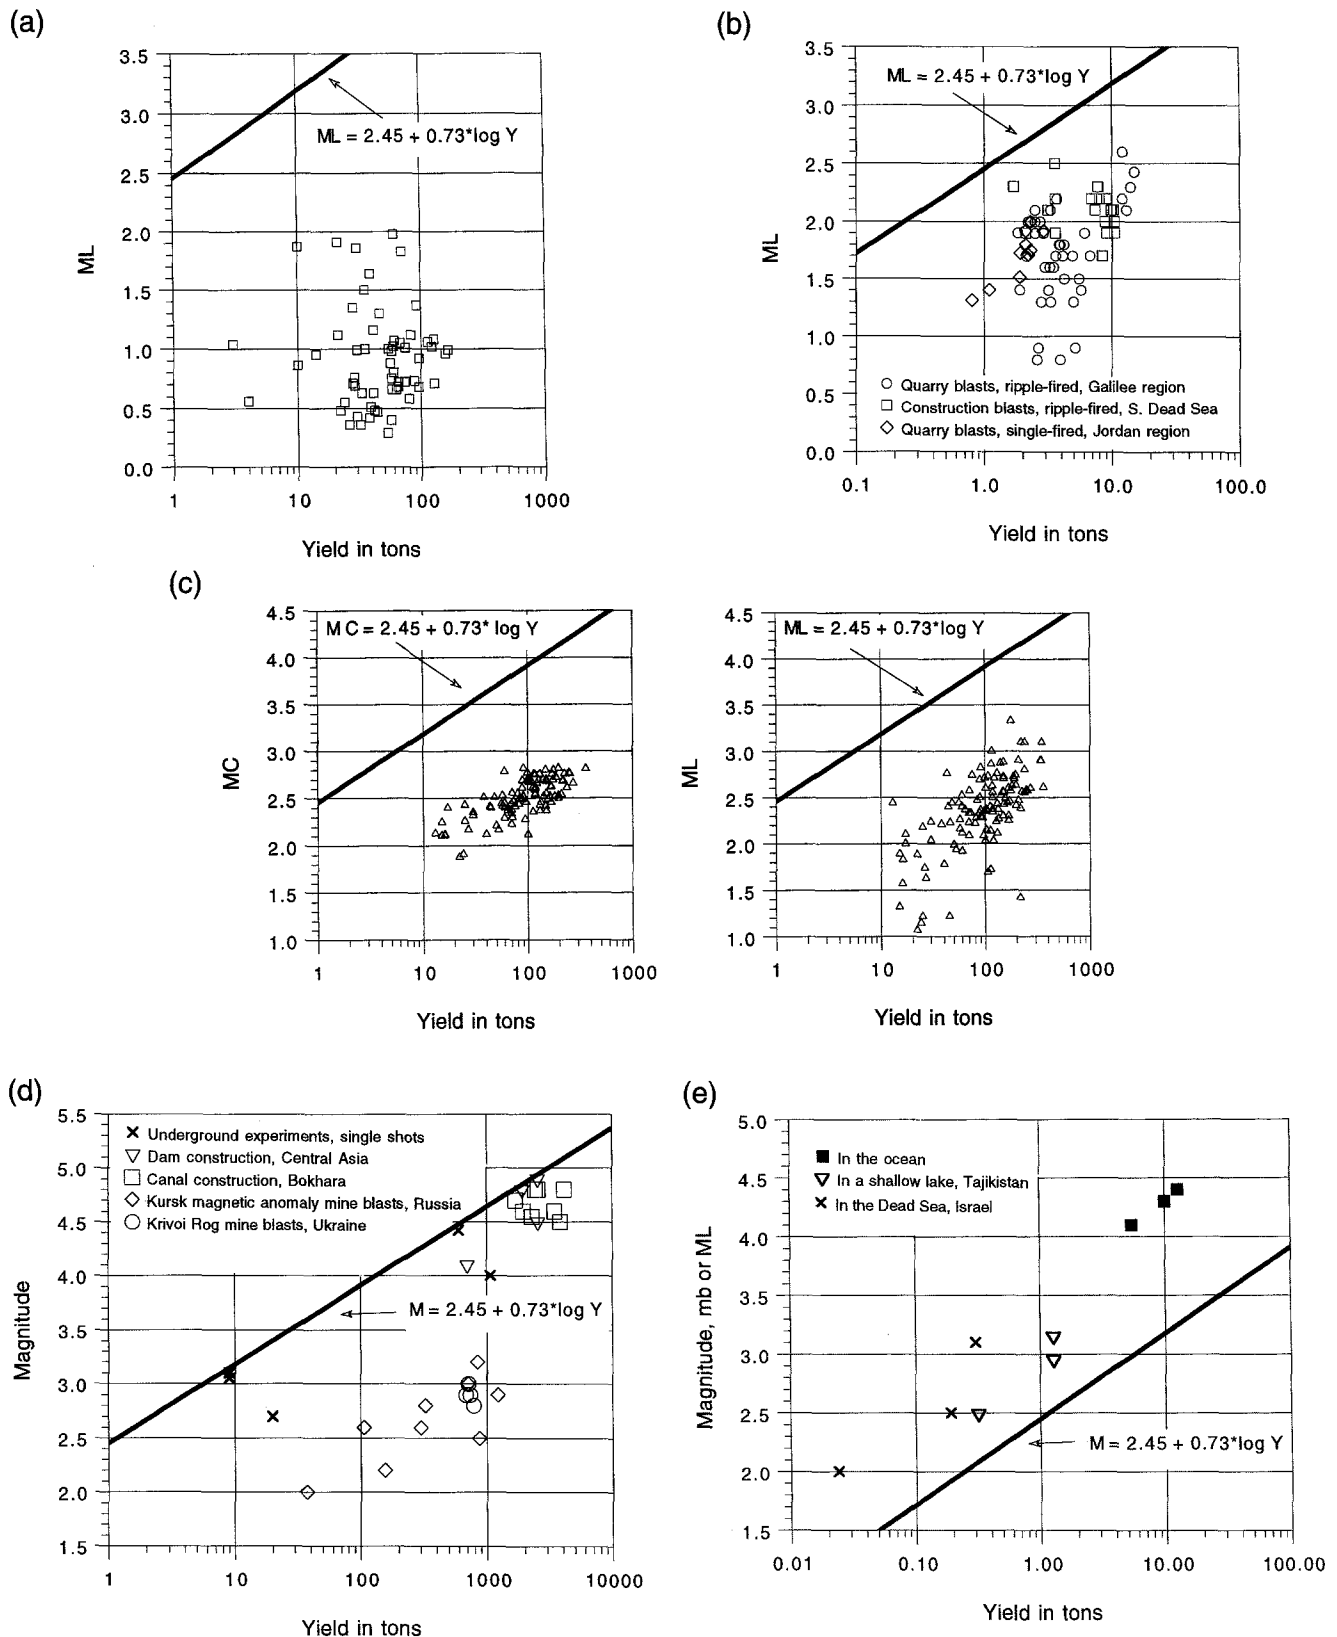 (a)
3.5
3.0
2.5
2.0
1.5
1.0
0.5
0.0
ML
ML = 2.45 + 0.73*log Y
1 10 100 1000
Yield in tons
(b)
3.5
3.0
2.5
2.0
1.5
1.0
0.5
0.0
ML
ML = 2.45 + 0.73*log Y
Quarry blasts, ripple-fired, Galilee region
Construction blasts, ripple-fired, S. Dead Sea
Quarry blasts, single-fired, Jordan region
0.1 1.0 10.0 100.0
Yield in tons
(c)
4.5
4.0
3.5
3.0
2.5
2.0
1.5
1.0
MC
MC = 2.45 + 0.73* log Y
1 10 100 1000
Yield in tons
4.5
4.0
3.5
3.0
2.5
2.0
1.5
1.0
ML
ML = 2.45 + 0.73*log Y
1 10 100 1000
Yield in tons
(d)
5.5
5.0
4.5
4.0
3.5
3.0
2.5
2.0
1.5
Magnitude
Underground experiments, single shots
Dam construction, Central Asia
Canal construction, Bokhara
Kursk magnetic anomaly mine blasts, Russia
Krivoi Rog mine blasts, Ukraine
M = 2.45 + 0.73*log Y
1 10 100 1000 10000
Yield in tons
(e)
5.0
4.5
4.0
3.5
3.0
2.5
2.0
1.5
Magnitude, mb or ML
In the ocean
In a shallow lake, Tajikistan
In the Dead Sea, Israel
M = 2.45 + 0.73*log Y
0.01 0.10 1.00 10.00 100.00
Yield in tons